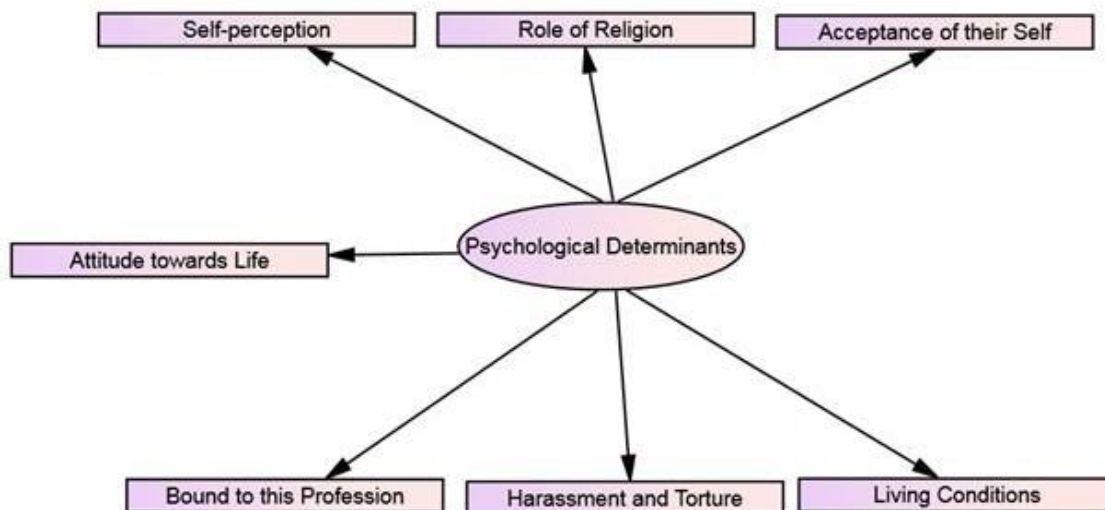 Self-perception
Role of Religion
Acceptance of their Self
Psychological Determinants
Attitude towards Life
Bound to this Profession
Harassment and Torture
Living Conditions